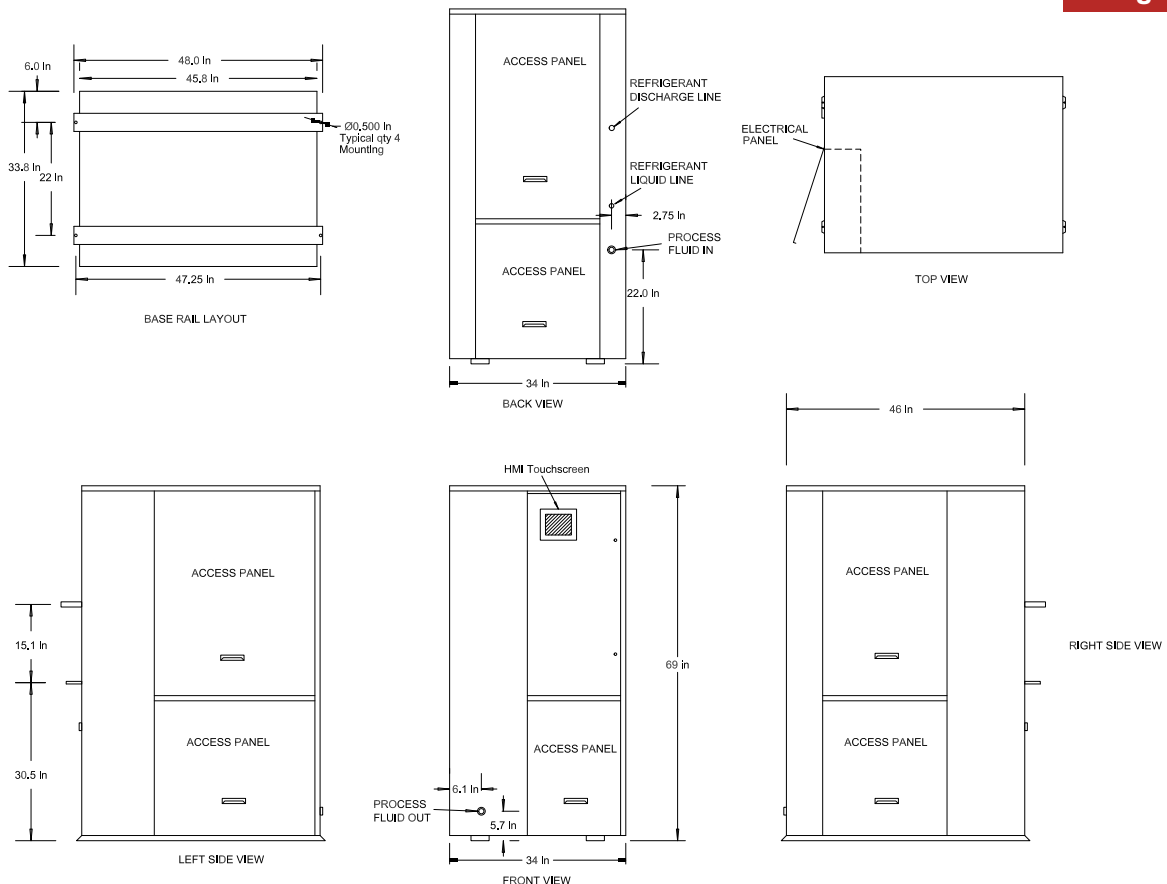 g
48.0 In
6.0 In
45.8 In
Ø0.500 In
Typical qty 4
Mounting
33.8 In
22 In
47.25 In
BASE RAIL LAYOUT
ACCESS PANEL
REFRIGERANT
DISCHARGE LINE
REFRIGERANT
LIQUID LINE
2.75 In
PROCESS
FLUID IN
ACCESS PANEL
22.0 In
34 In
BACK VIEW
ELECTRICAL
PANEL
TOP VIEW
ACCESS PANEL
15.1 In
ACCESS PANEL
30.5 In
LEFT SIDE VIEW
HMI Touchscreen
69 in
ACCESS PANEL
6.1 In
PROCESS
FLUID OUT
5.7 In
34 In
FRONT VIEW
46 In
ACCESS PANEL
RIGHT SIDE VIEW
ACCESS PANEL